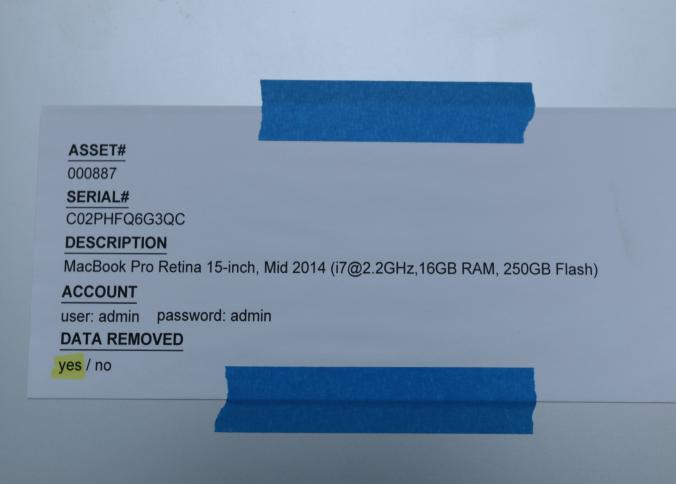 ASSET#
000887
SERIAL#
C02PHFQ6G3QC
DESCRIPTION
MacBook Pro Retina 15-inch, Mid 2014 (i7@2.2GHz,16GB RAM, 250GB Flash)
ACCOUNT
user: admin password: admin
DATA REMOVED
yes / no